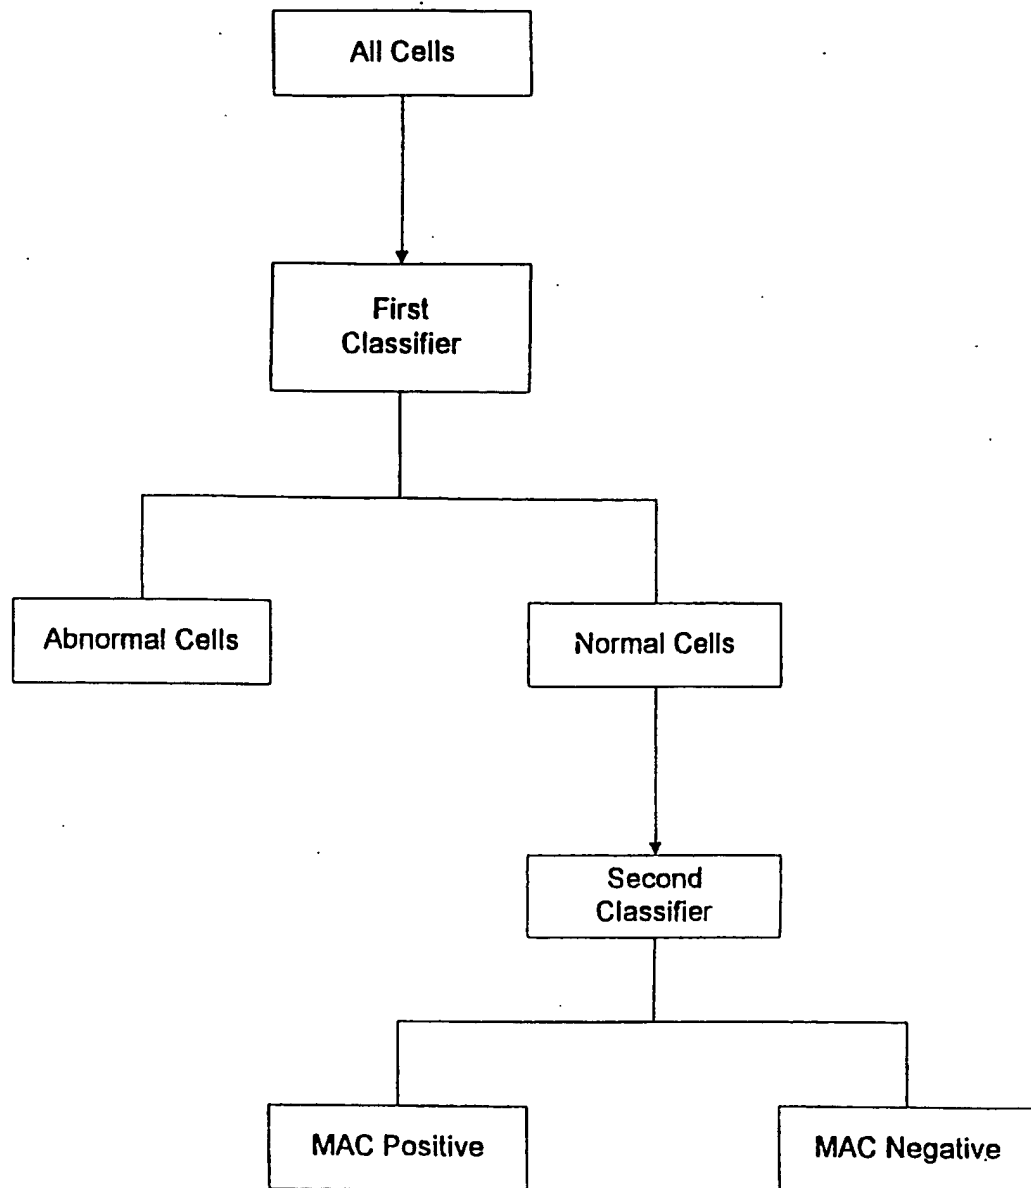 All Cells
First
Classifier
Abnormal Cells
Normal Cells
Second
Classifier
MAC Positive
MAC Negative